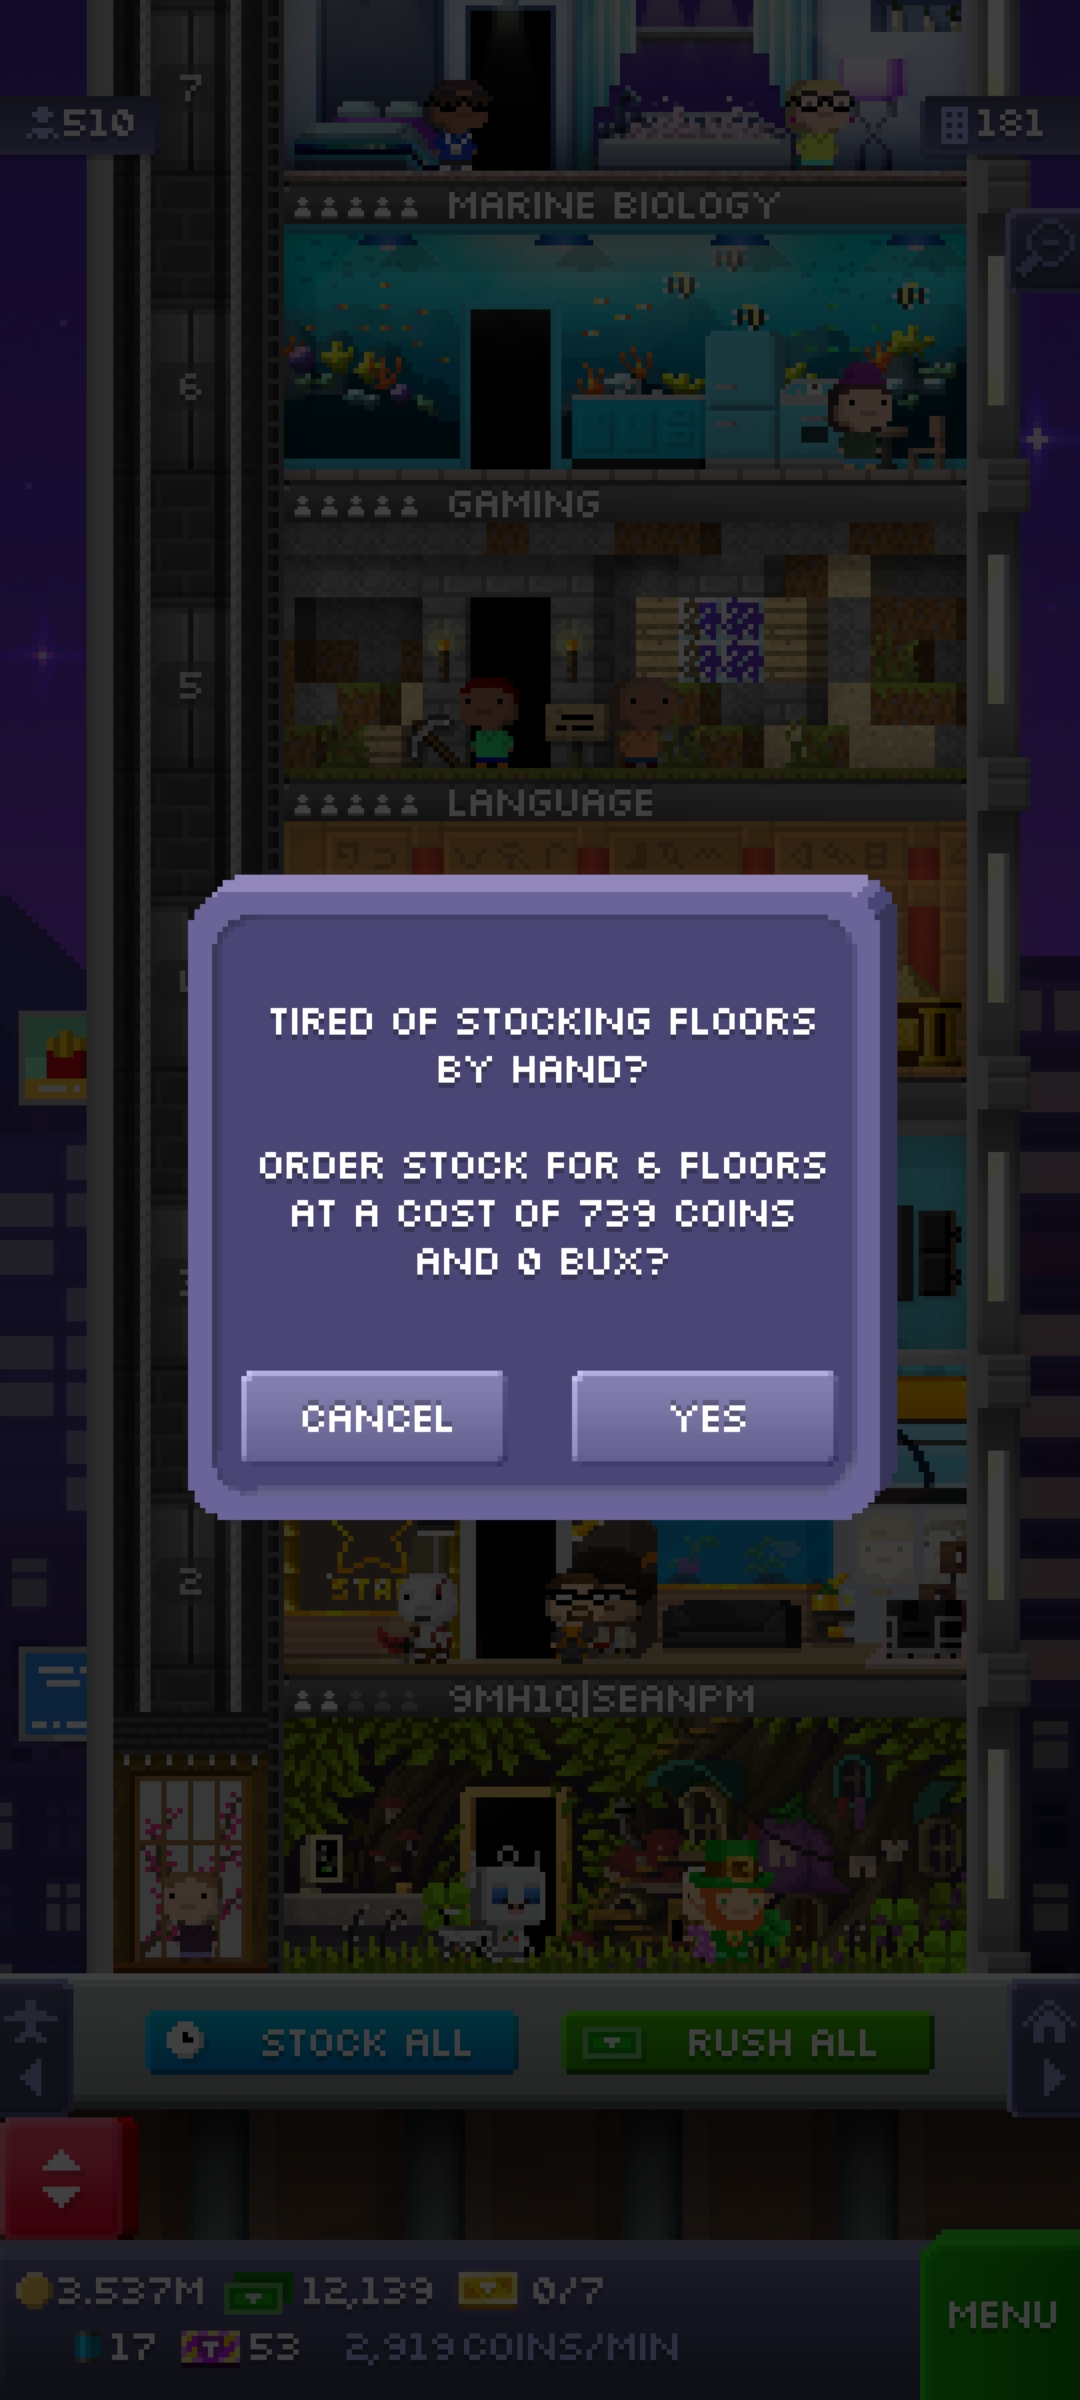 7
510
181
MARINE BIOLOGY
6
GAMING
5
LANGUAGE
TIRED OF STOCKING FLOORS
BY HAND?
ORDER STOCK FOR 6 FLOORS
AT A COST OF 739 COINS
AND 0 BUX?
CANCEL
YES
2
9MH1Q|SEANPM
STOCK ALL
RUSH ALL
3.537M
12,139
0/7
MENU
17
53
2,919 COINS/MIN